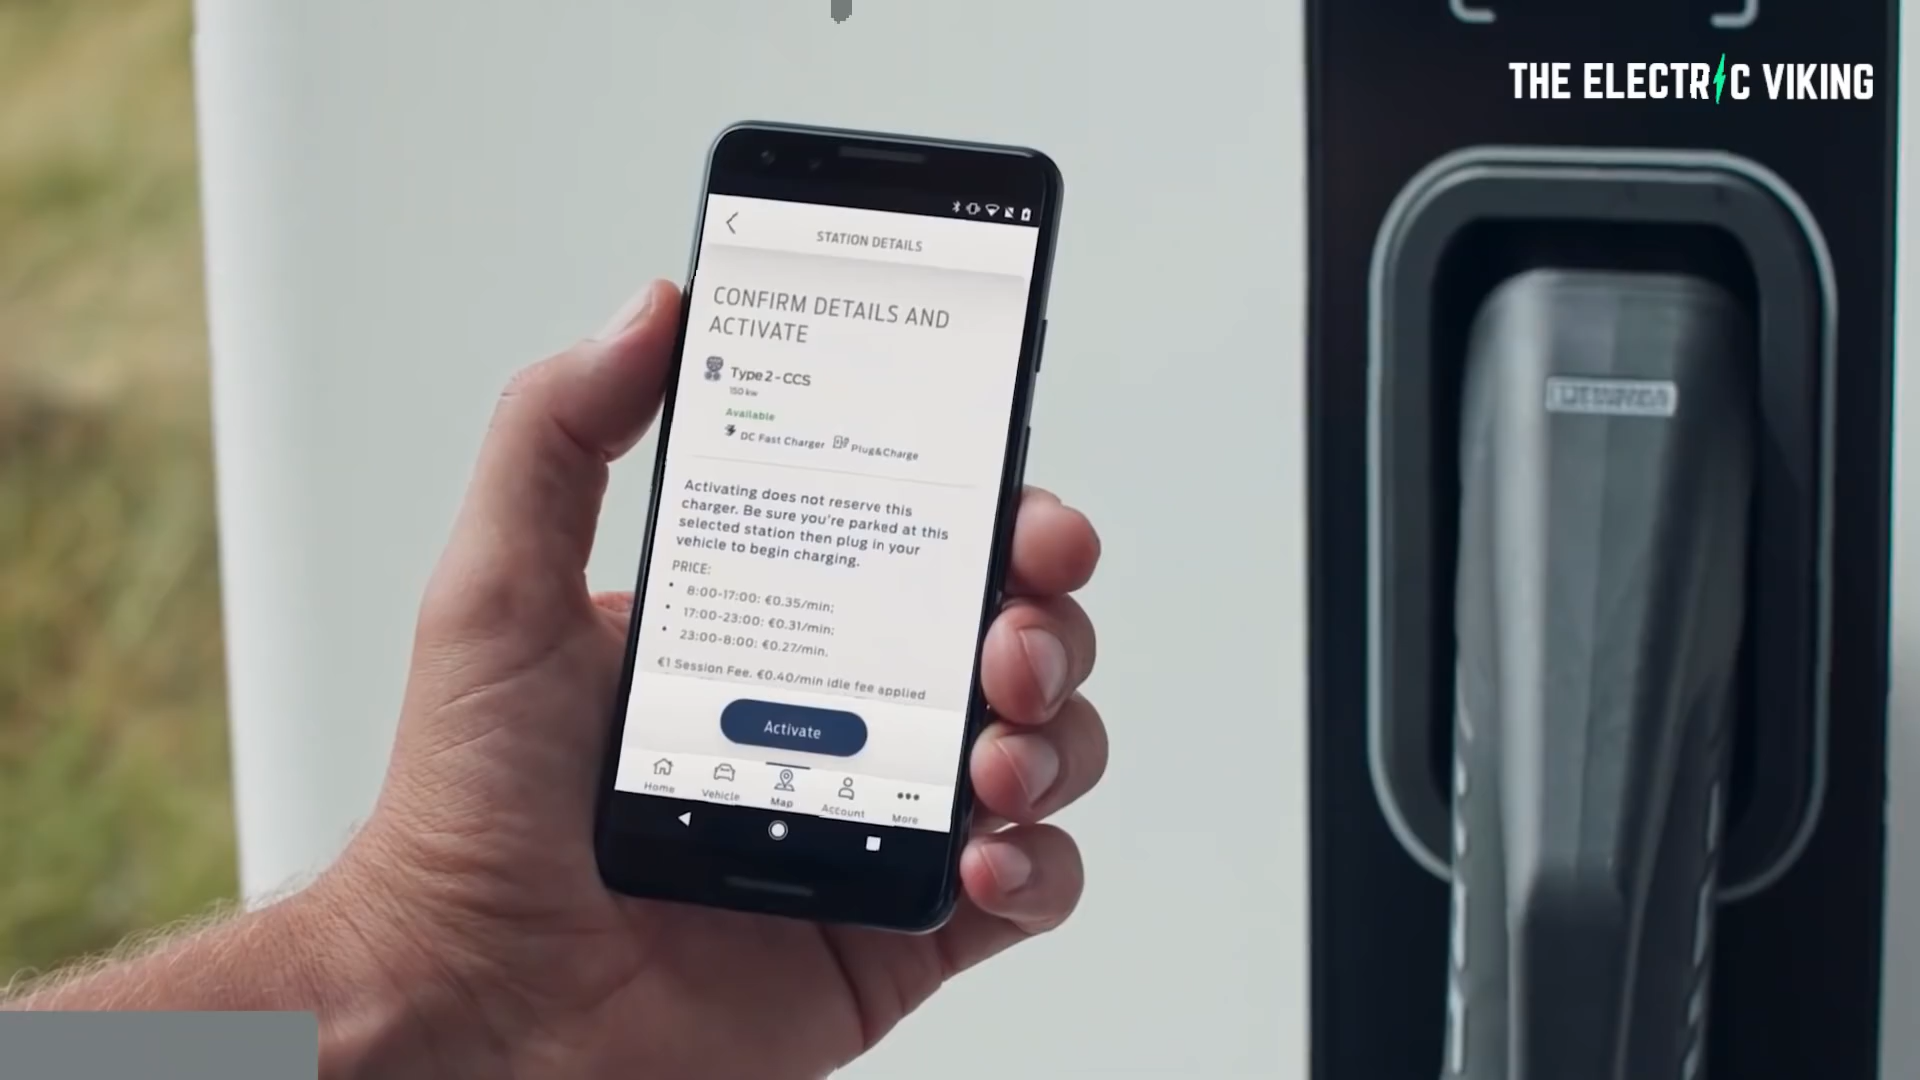 THE ELECTRIC VIKING
STATION DETAILS
CONFIRM DETAILS AND
ACTIVATE
Type 2 - CCS
150 kw
Available
DC Fast Charger Plug&Charge
Activating does not reserve this
charger. Be sure you're parked at this
selected station then plug in your
vehicle to begin charging.
PRICE:
• 8:00-17:00: €0.35/min;
• 17:00-23:00: €0.31/min;
• 23:00-8:00: €0.27/min.
€1 Session Fee. €0.40/min idle fee applied
Activate
Home Vehicle Map Account More